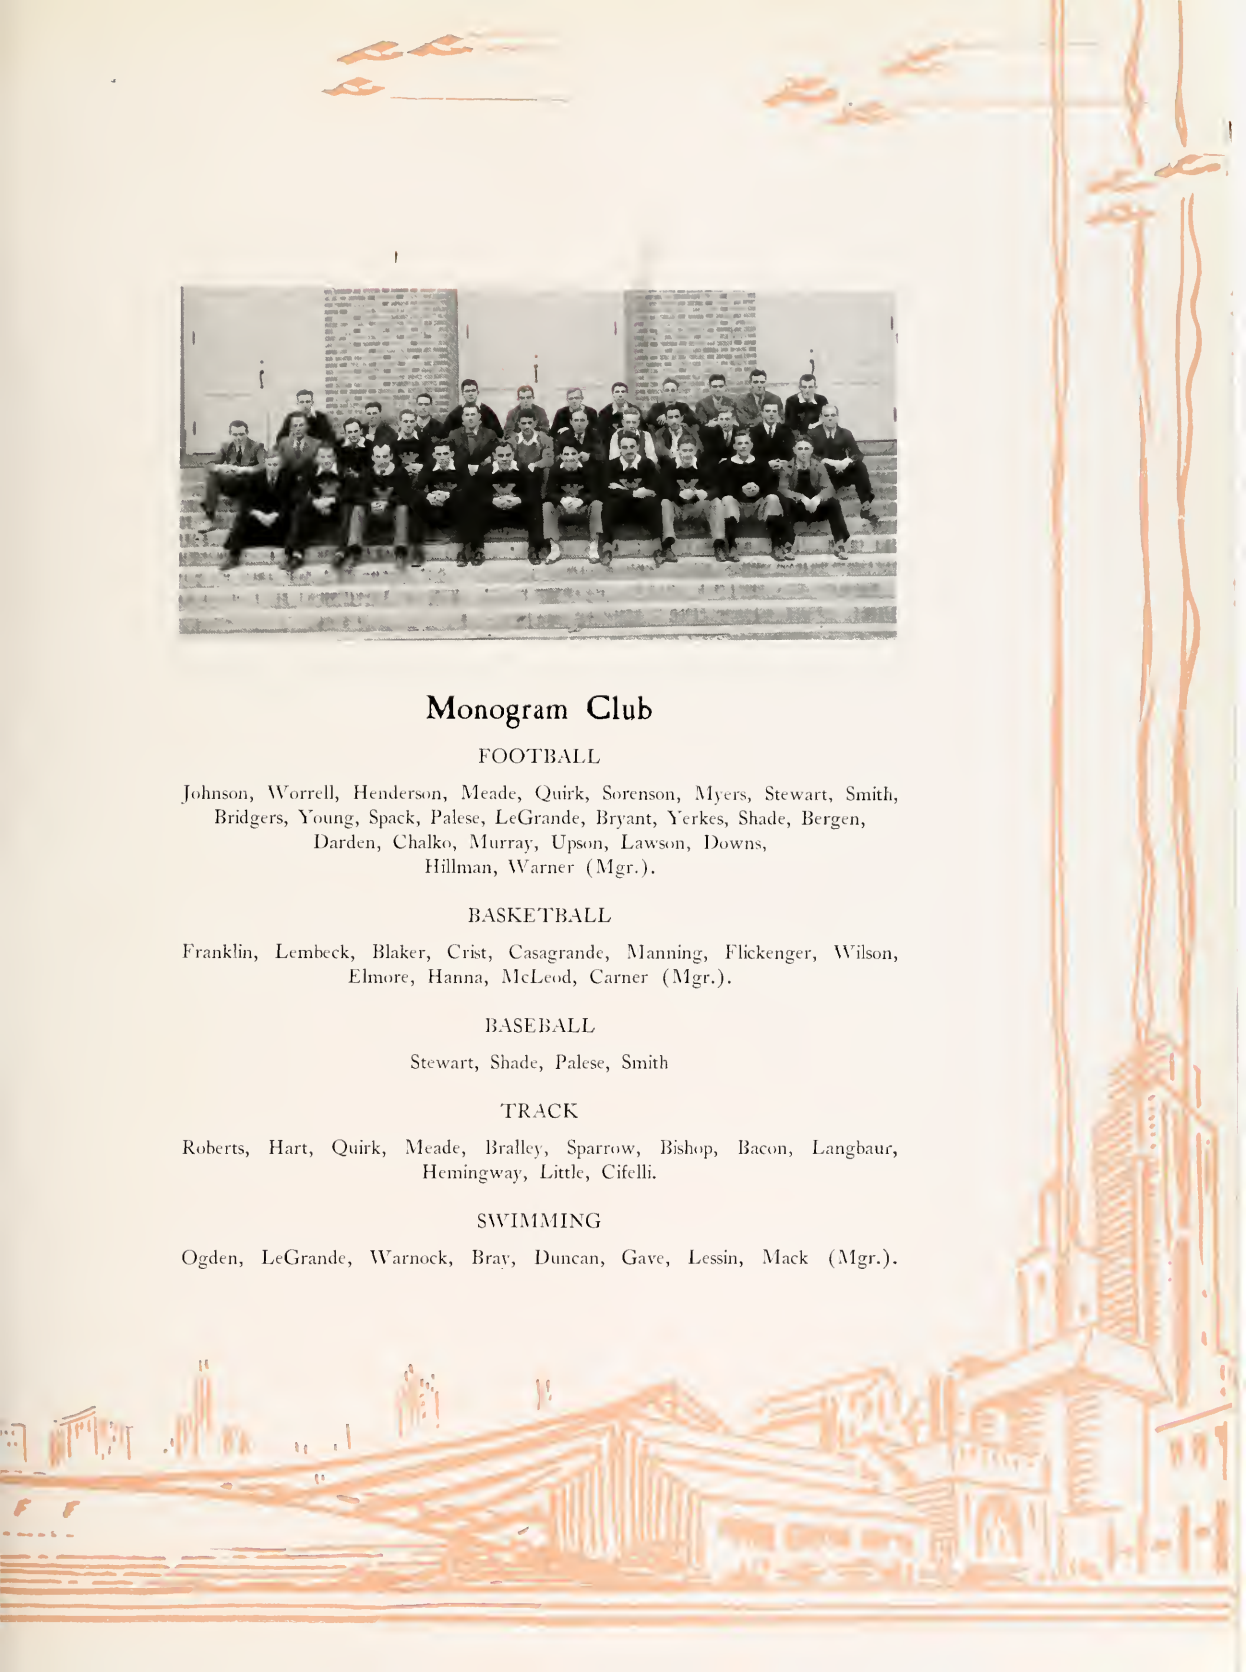 Monogram Club
FOOTBALL
Johnson, Worrell, Henderson, Meade, Quirk, Sorenson, Myers, Stewart, Smith,
Bridgers, Young, Spack, Palese, LeGrande, Bryant, Yerkes, Shade, Bergen,
Darden, Chalko, Murray, Upson, Lawson, Downs,
Hillman, Warner (Mgr.).
BASKETBALL
Franklin, Lembeck, Blaker, Crist, Casagrande, Manning, Flickenger, Wilson,
Elmore, Hanna, McLeod, Carner (Mgr.).
BASEBALL
Stewart, Shade, Palese, Smith
TRACK
Roberts, Hart, Quirk, Meade, Bralley, Sparrow, Bishop, Bacon, Langbaur,
Hemingway, Little, Cifelli.
SWIMMING
Ogden, LeGrande, Warnock, Bray, Duncan, Gave, Lessin, Mack (Mgr.).